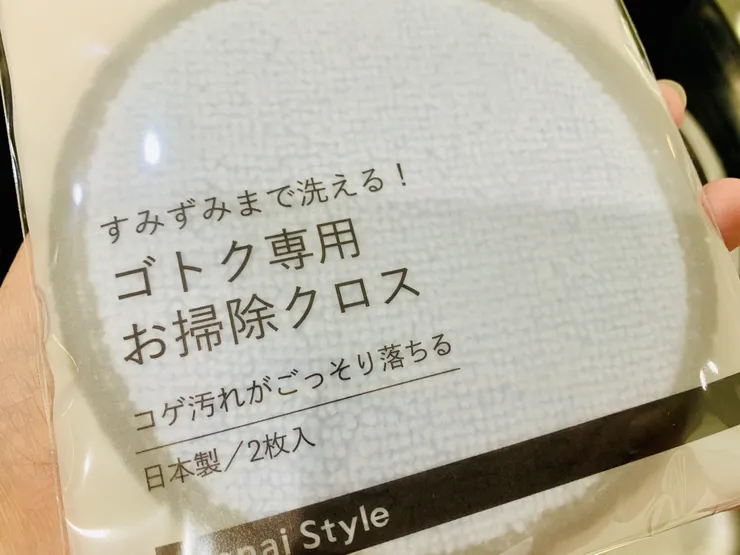 すみずみまで洗える！
ゴトク専用
お掃除クロス
コゲ汚れがごっそり落ちる
日本製／2枚入
Style